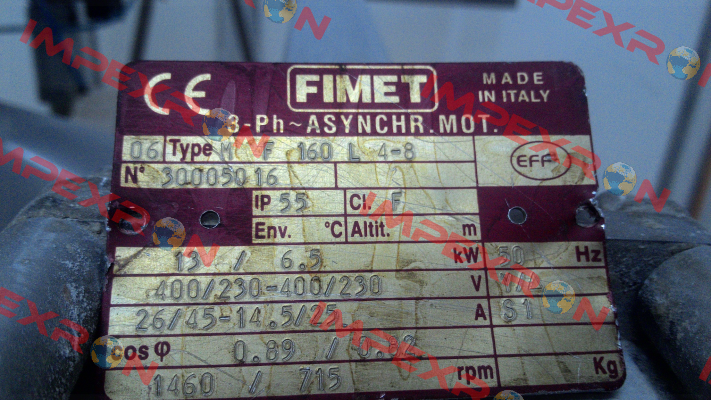 IMPEXRON
CE FIMET MADE IN ITALY
3-Ph~ASYNCHR.MOT.
06 Type M F 160 L 4-8
EFF
N° 30005016
IP 55 Cl. F
Env. °C Altit. m
13 / 6.5 kW 50 Hz
400/230-400/230 V
26/45-14.5/25 A S1
cos φ 0.89 / 0.62
1460 / 715 rpm Kg